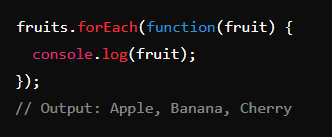 fruits.forEach(function(fruit) {
  console.log(fruit);
});
// Output: Apple, Banana, Cherry